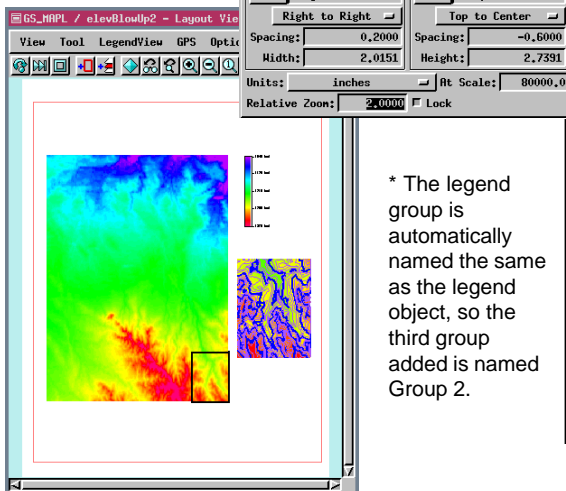 GS_MAPL / elevBlowUp2 - Layout Vie
View Tool LegendView GPS Optic
Right to Right
Top to Center
Spacing: 0.2000
Spacing: -0.6000
Width: 2.0151
Height: 2.7391
Units: inches
At Scale: 80000.0
Relative Zoom: 2.0000
Lock
* The legend
group is
automatically
named the same
as the legend
object, so the
third group
added is named
Group 2.